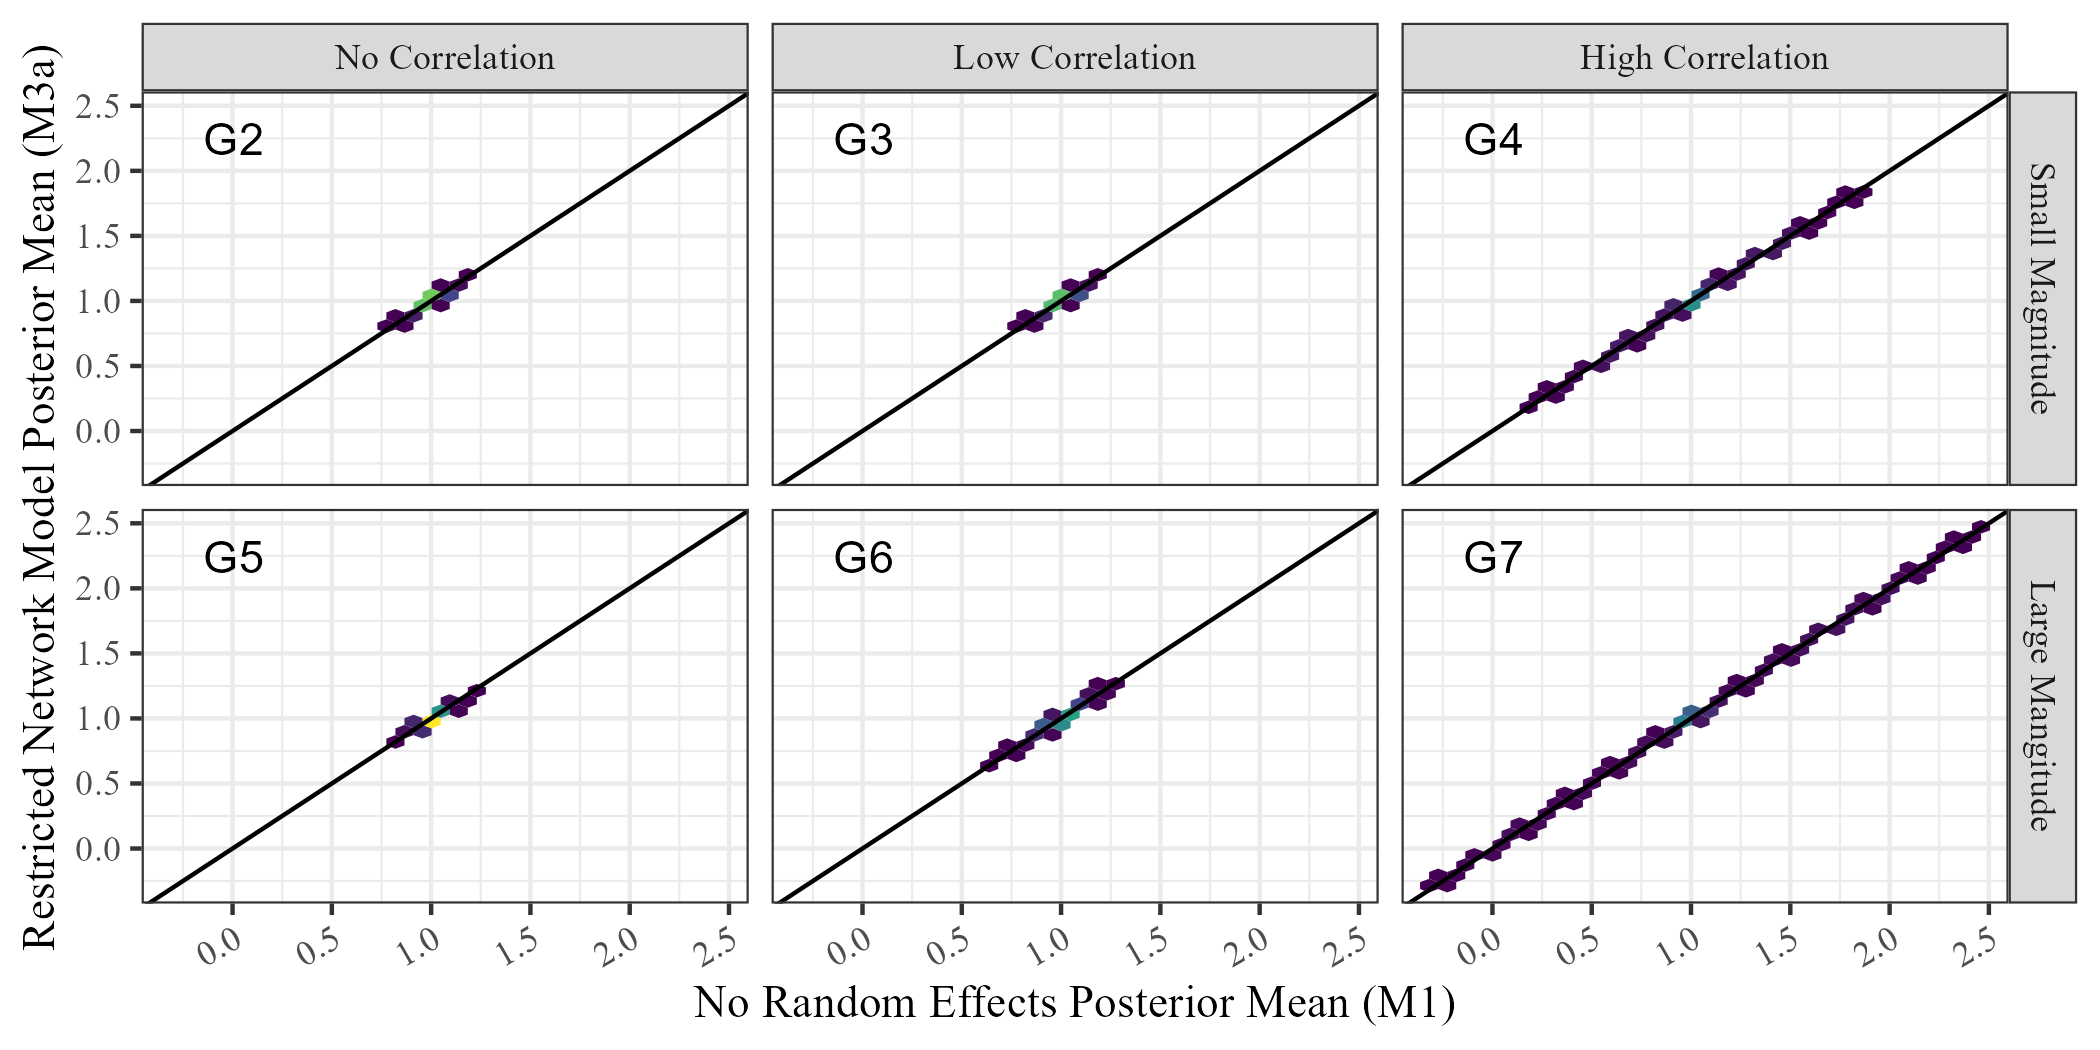 No Correlation
Low Correlation
High Correlation
Restricted Network Model Posterior Mean (M3a)
2.5
2.0
1.5
1.0
0.5
0.0
G2
G3
G4
Small Magnitude
2.5
2.0
1.5
1.0
0.5
0.0
G5
G6
G7
Large Mangitude
0.0 0.5 1.0 1.5 2.0 2.5
0.0 0.5 1.0 1.5 2.0 2.5
0.0 0.5 1.0 1.5 2.0 2.5
No Random Effects Posterior Mean (M1)